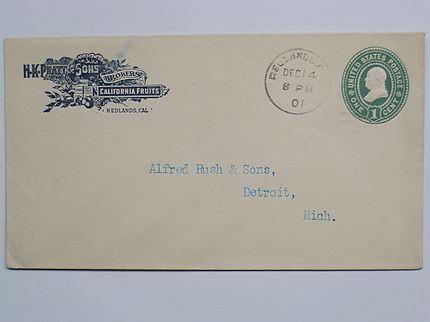 H·K·PRATT & SONS
BROKERS
IN CALIFORNIA FRUITS
REDLANDS, CAL.
REDLANDS,
DEC 14
6 PM
01
UNITED STATES POSTAGE
1
ONE CENT
Alfred Rush & Sons,
Detroit,
Mich.